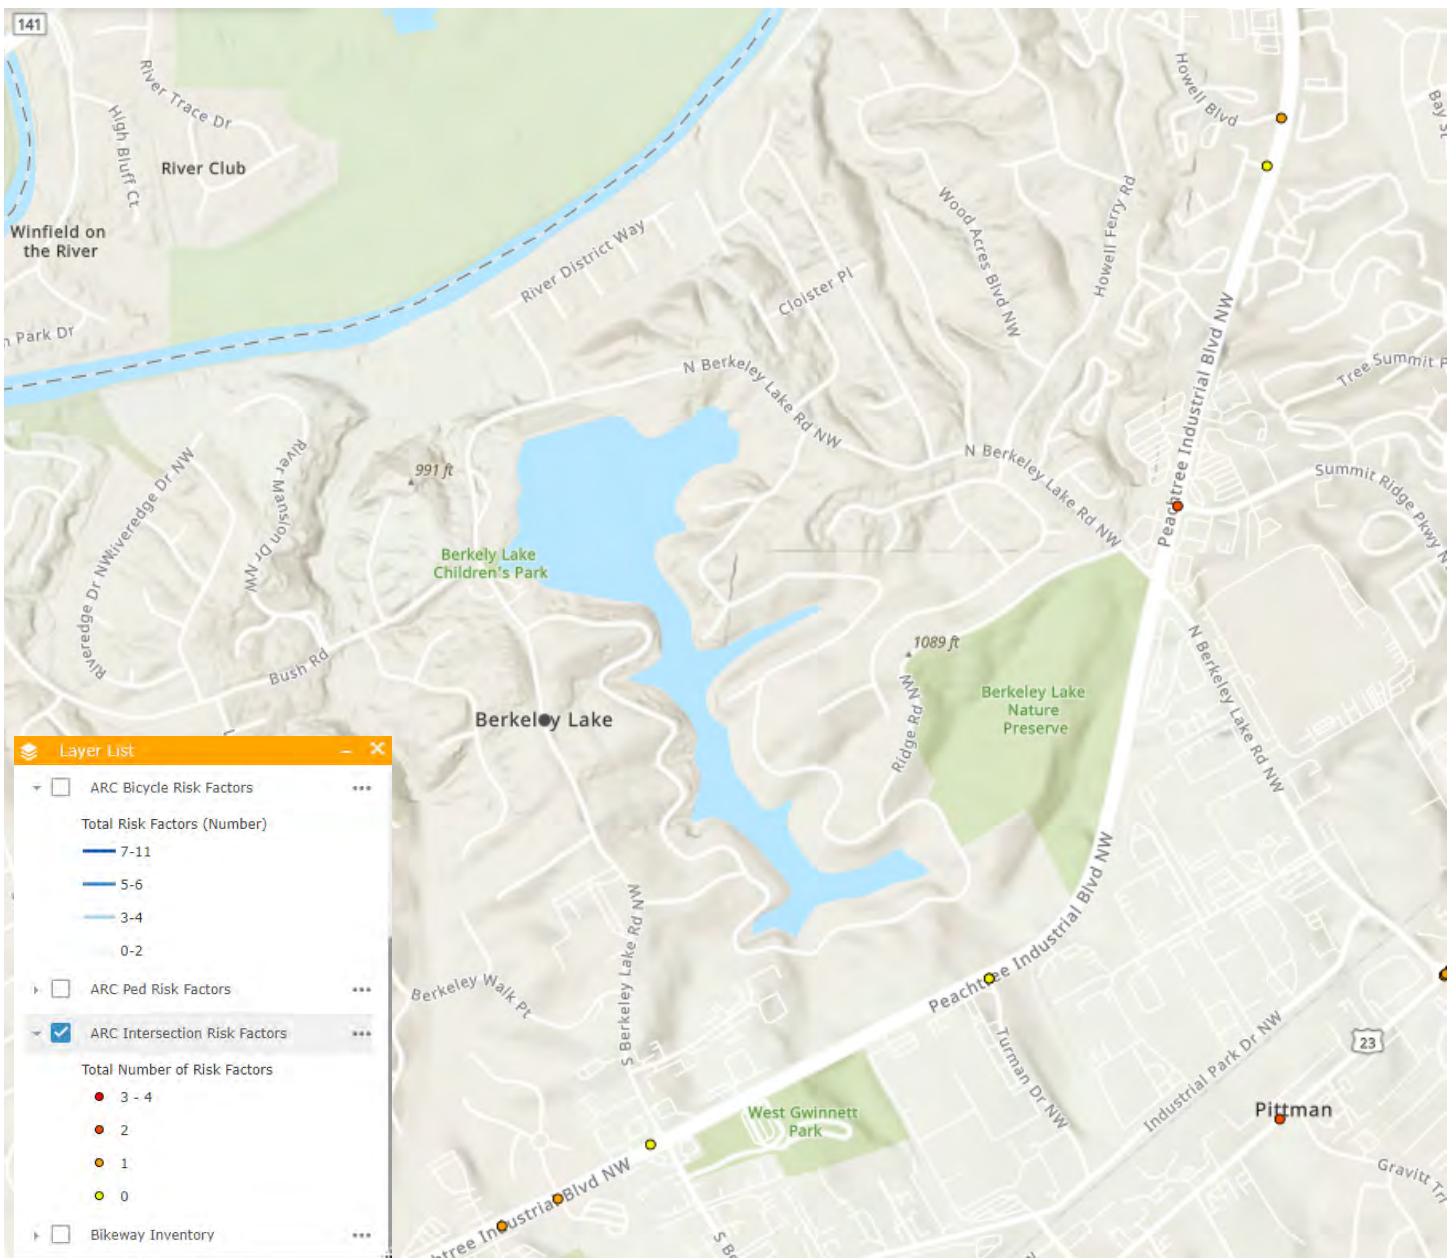 141
River Trace Dr
High Bluff Ct
River Club
Winfield on
the River
n Park Dr
River District Way
Cloister Pl
Wood Acres Blvd NW
Howell Ferry Rd
Howell Blvd
Bay St
Peachtree Industrial Blvd NW
Tree Summit P
N Berkeley Lake Rd NW
N Berkeley Lake Rd NW
Summit Ridge Pkwy N
991 ft
River Mansion Dr NW
Riveredge Dr NW
Riveredge Dr NW
Berkely Lake
Children's Park
Bush Rd
Berkeley Lake
1089 ft
Ridge Rd NW
Berkeley Lake
Nature
Preserve
N Berkeley Lake Rd NW
Peachtree Industrial Blvd NW
S Berkeley Lake Rd NW
Berkeley Walk Pt
Turman Dr NW
Industrial Park Dr NW
23
Pittman
Gravitt Tr
West Gwinnett
Park
htree Industrial Blvd NW
S Be
Layer List
ARC Bicycle Risk Factors
Total Risk Factors (Number)
7-11
5-6
3-4
0-2
ARC Ped Risk Factors
ARC Intersection Risk Factors
Total Number of Risk Factors
3 - 4
2
1
0
Bikeway Inventory